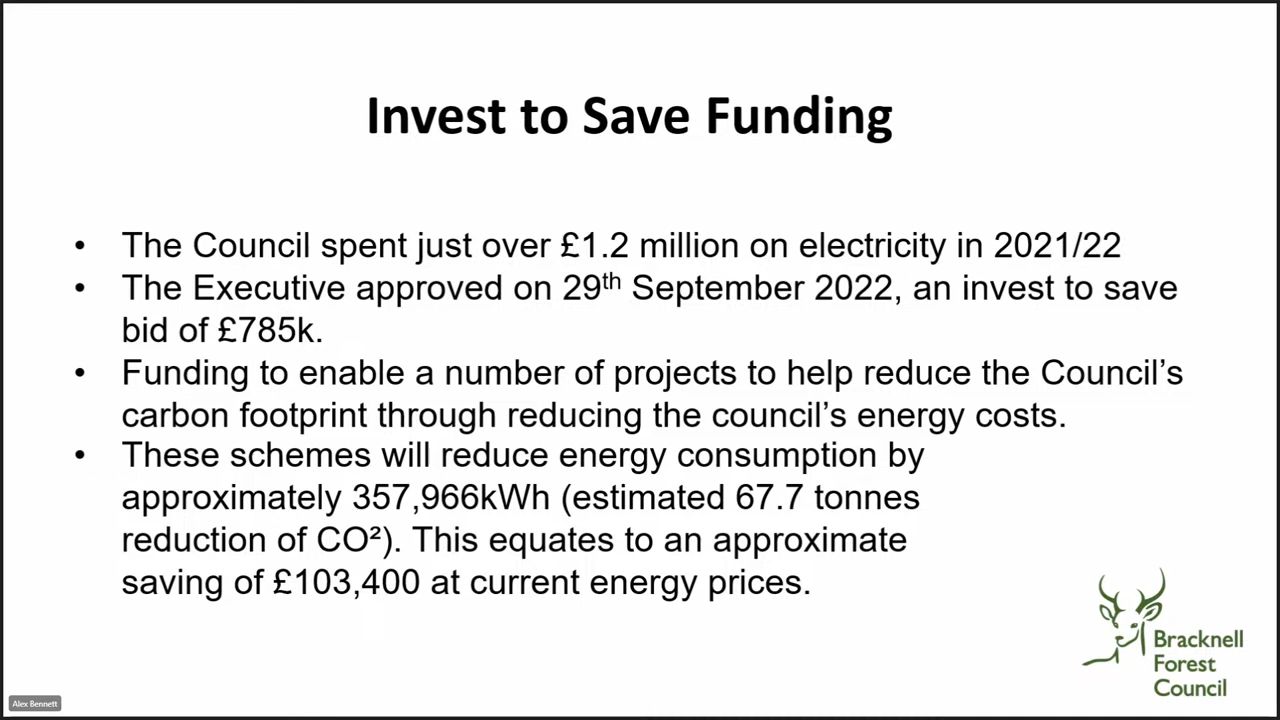 Invest to Save Funding
• The Council spent just over £1.2 million on electricity in 2021/22
• The Executive approved on 29th September 2022, an invest to save
bid of £785k.
• Funding to enable a number of projects to help reduce the Council’s
carbon footprint through reducing the council’s energy costs.
• These schemes will reduce energy consumption by
approximately 357,966kWh (estimated 67.7 tonnes
reduction of CO²). This equates to an approximate
saving of £103,400 at current energy prices.
Bracknell
Forest
Council
Alex Bennett